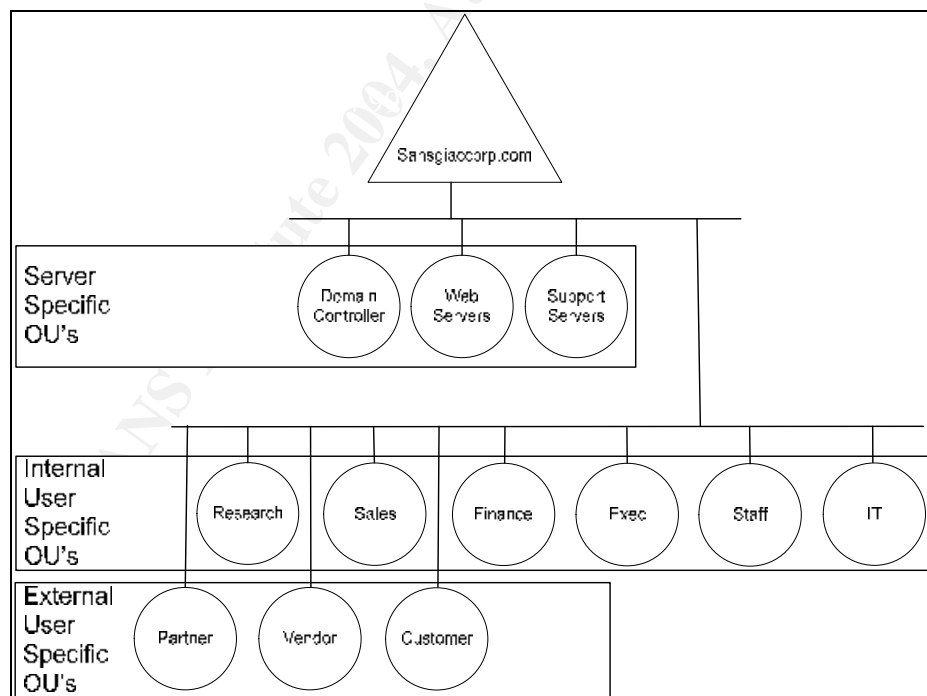 Sansgiaccorp.com
Server
Specific
OU's
Domain
Controller
Web
Servers
Support
Servers
Internal
User
Specific
OU's
Research
Sales
Finance
Exec
Staff
IT
External
User
Specific
OU's
Partner
Vendor
Customer